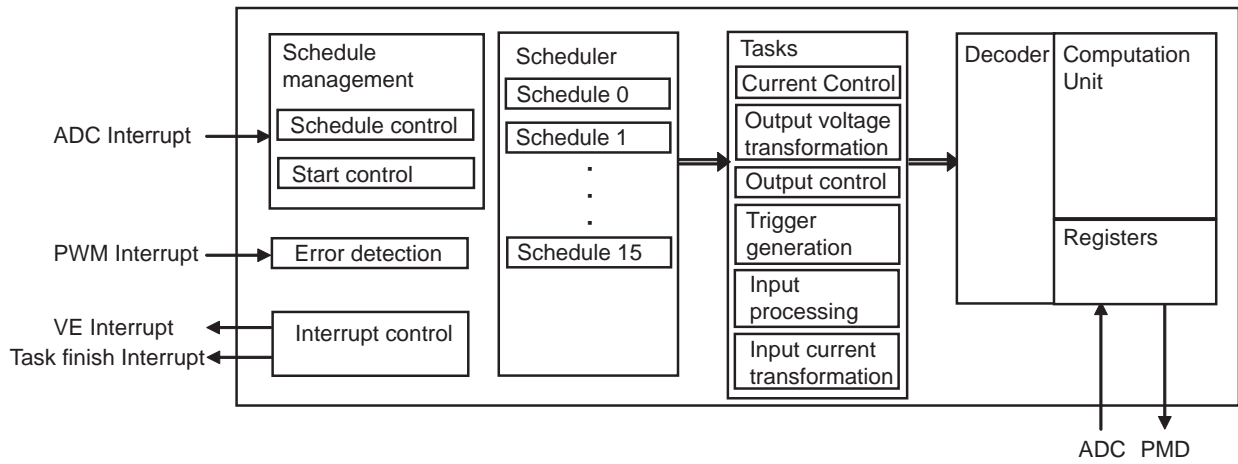 Schedule
management
Schedule control
Start control
ADC Interrupt
PWM Interrupt
Error detection
VE Interrupt
Task finish Interrupt
Interrupt control
Scheduler
Schedule 0
Schedule 1
.
.
.
Schedule 15
Tasks
Current Control
Output voltage
transformation
Output control
Trigger
generation
Input
processing
Input current
transformation
Decoder
Computation
Unit
Registers
ADC
PMD